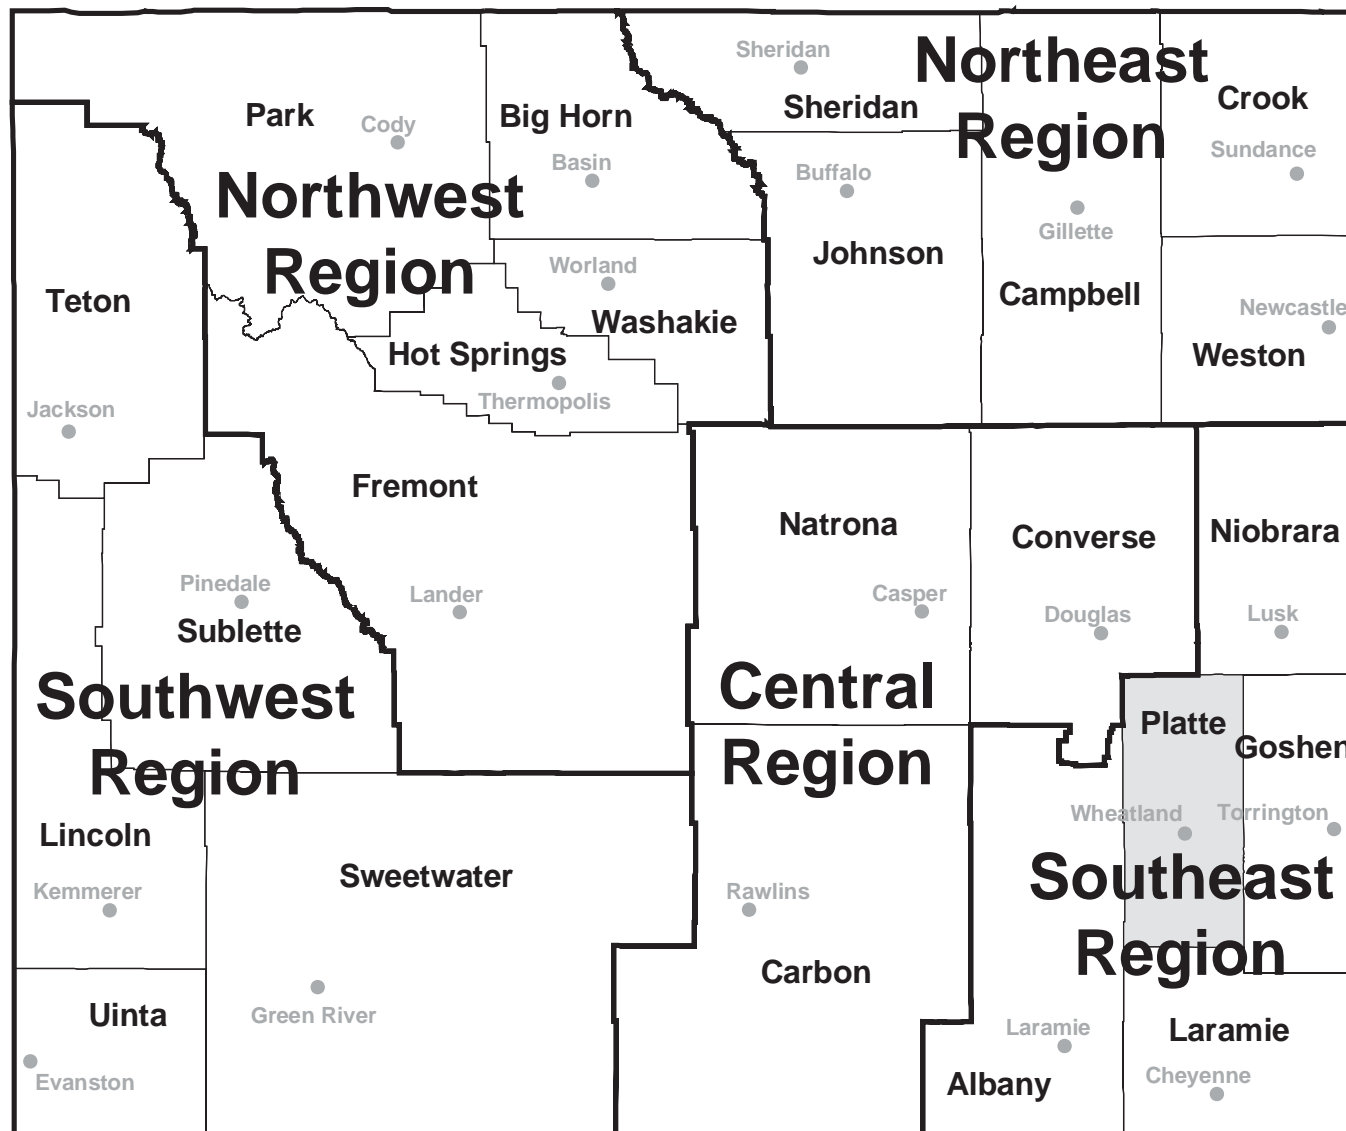 Sheridan
Northeast
Region
Crook
Park
Cody
Big Horn
Sheridan
Basin
Buffalo
Sundance
Northwest
Region
Gillette
Johnson
Worland
Teton
Campbell
Newcastle
Washakie
Hot Springs
Weston
Thermopolis
Jackson
Fremont
Natrona
Converse
Niobrara
Pinedale
Lander
Casper
Douglas
Lusk
Sublette
Southwest
Region
Central
Region
Platte
Goshen
Wheatland
Torrington
Lincoln
Southeast
Region
Sweetwater
Kemmerer
Rawlins
Carbon
Uinta
Green River
Laramie
Laramie
Evanston
Albany
Cheyenne